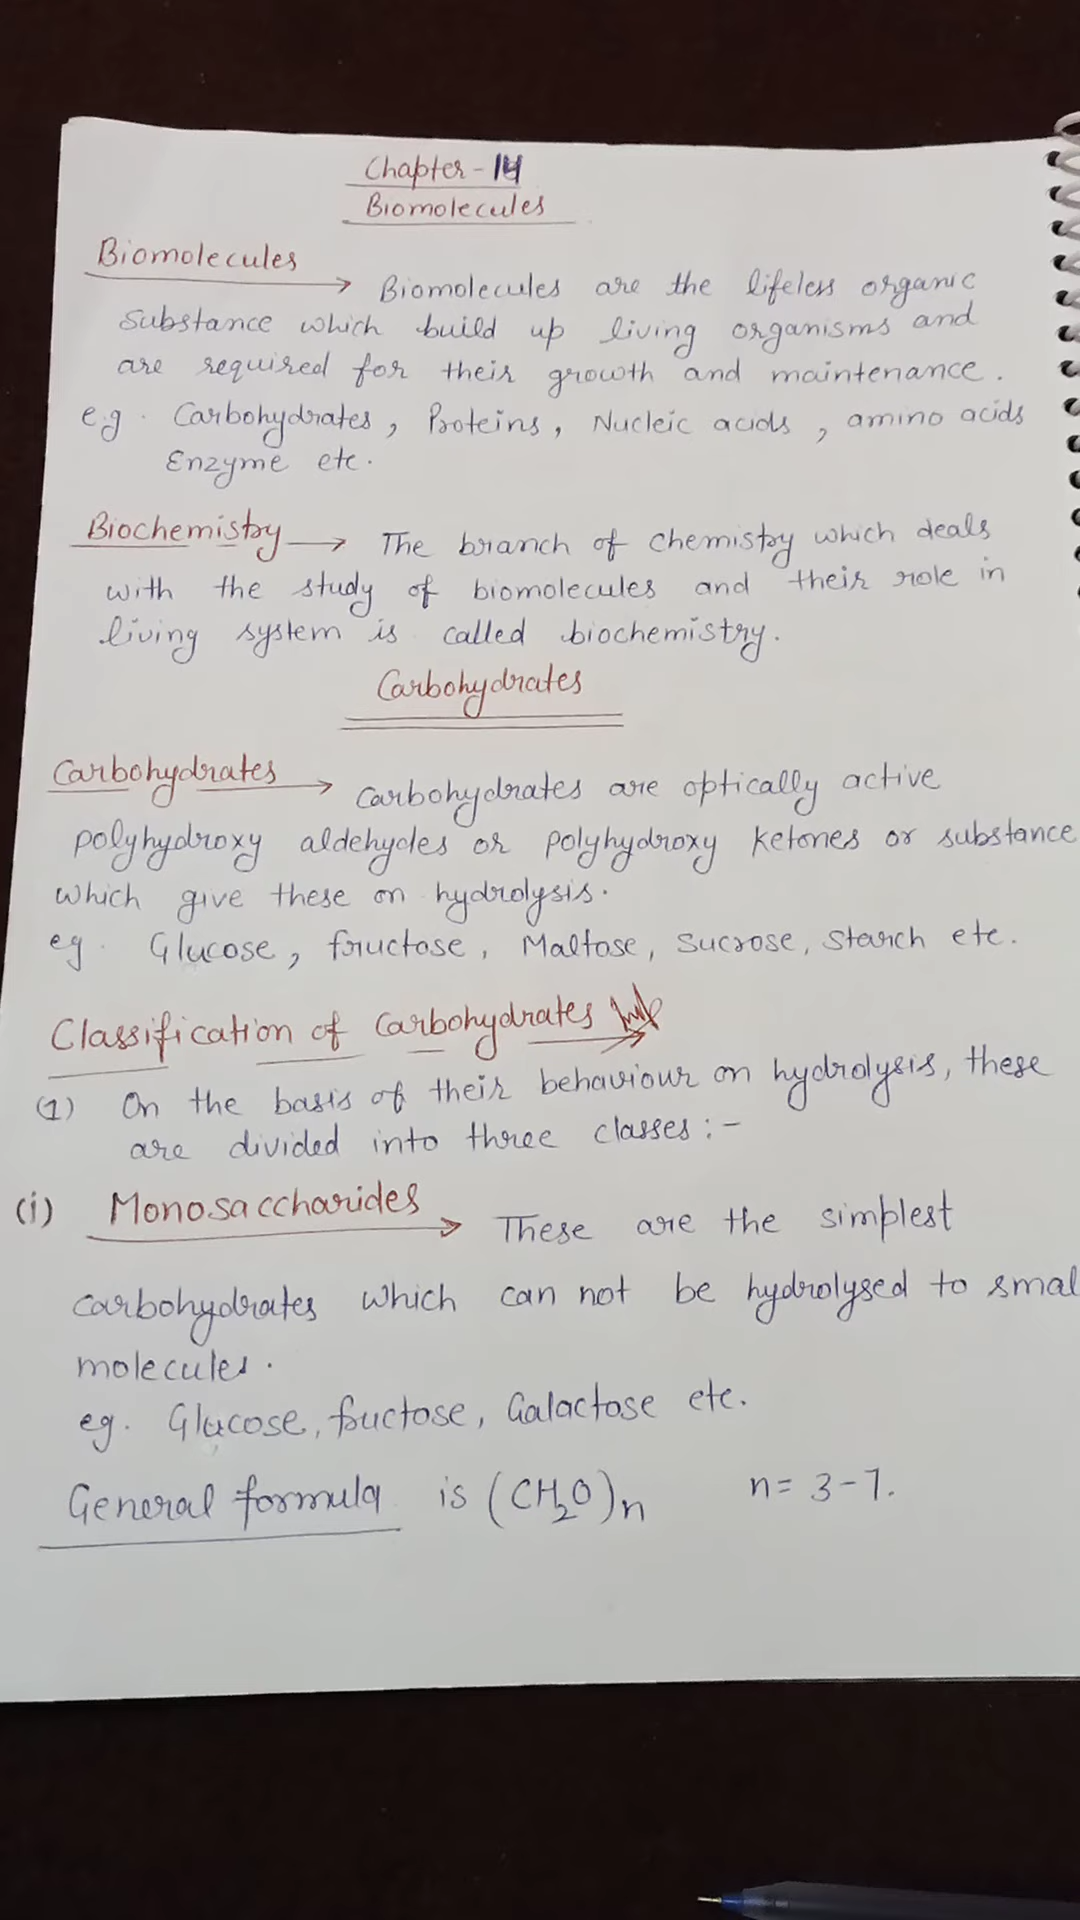 Chapter - 14
Biomolecules
Biomolecules → Biomolecules are the lifeless organic
substance which build up living organisms and
are required for their growth and maintenance.
e.g. Carbohydrates, Proteins, Nucleic acids, amino acids
Enzyme etc.
Biochemistry → The branch of chemistry which deals
with the study of biomolecules and their role in
living system is called biochemistry.
Carbohydrates
Carbohydrates → Carbohydrates are optically active
polyhydroxy aldehydes or polyhydroxy ketones or substance
which give these on hydrolysis.
eg. Glucose, fructose, Maltose, Sucrose, Starch etc.
Classification of Carbohydrates Imp →
(1) On the basis of their behaviour on hydrolysis, these
are divided into three classes :-
(i) Monosaccharides → These are the simplest
carbohydrates which can not be hydrolysed to smal
molecules.
eg. Glucose, fructose, Galactose etc.
General formula is (CH₂O)n n = 3-7.